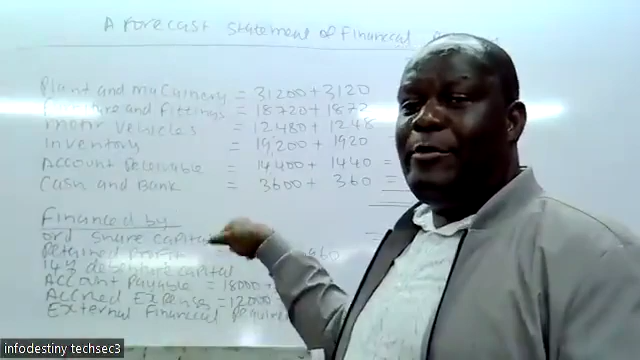 A Forecast Statement of Financial
Plant and Machinery = 31200 + 3120
Furniture and Fittings = 18720 + 1872
Motor Vehicles = 12480 + 1248
Inventory = 19200 + 1920
Account Receivable = 14400 + 1440 =
Cash and Bank = 3600 + 360 =
Financed by
Ord Share Capital
Retained Profit
14% debenture capital
Account Payable = 18000 +
Accrued Expenses = 12000
External Financial
infodestiny techsec3